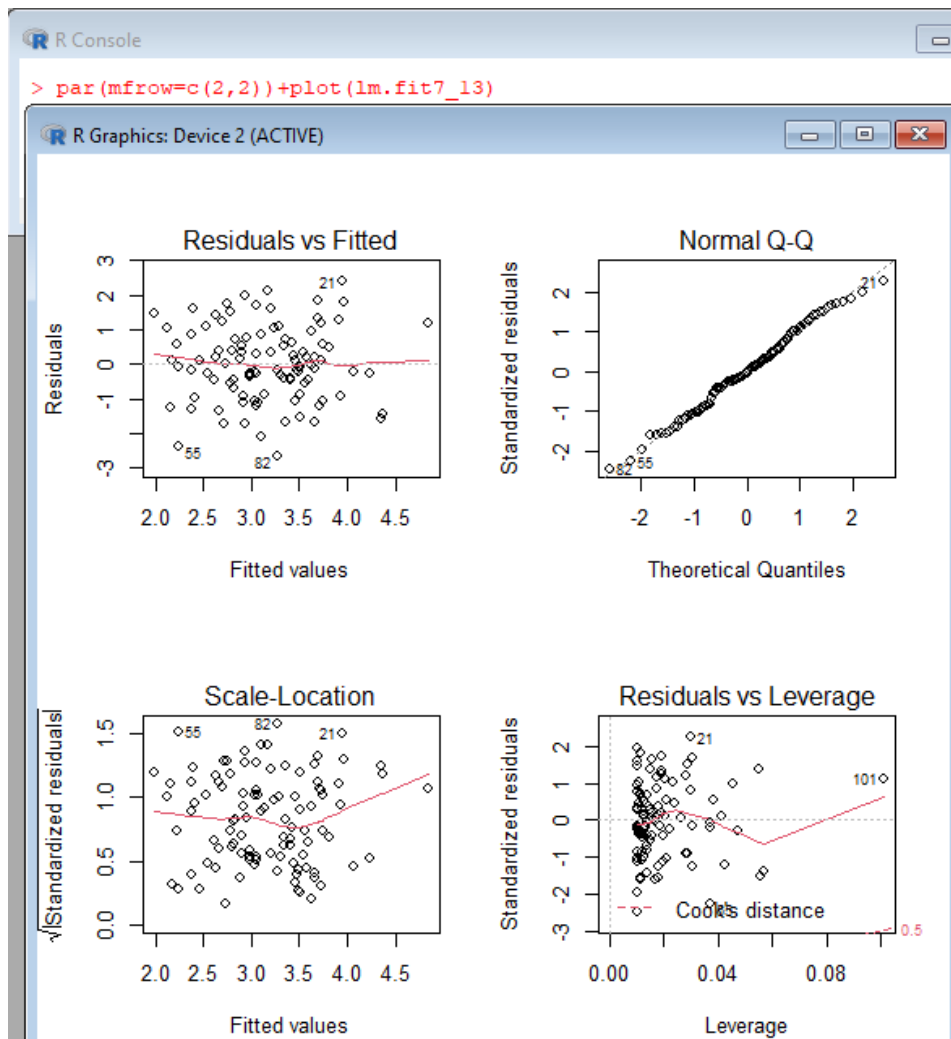 R Console
> par(mfrow=c(2,2))+plot(lm.fit7_13)
R Graphics: Device 2 (ACTIVE)
Residuals vs Fitted
Residuals
3
2
1
0
-1
-3
21
55
82
2.0 2.5 3.0 3.5 4.0 4.5
Fitted values
Normal Q-Q
Standardized residuals
2
1
0
-1
-2
21
82
55
-2 -1 0 1 2
Theoretical Quantiles
Scale-Location
√|Standardized residuals|
1.5
1.0
0.5
0.0
55
82
21
2.0 2.5 3.0 3.5 4.0 4.5
Fitted values
Residuals vs Leverage
Standardized residuals
2
1
0
-1
-2
-3
21
101
Cook's distance
0.5
0.00 0.04 0.08
Leverage